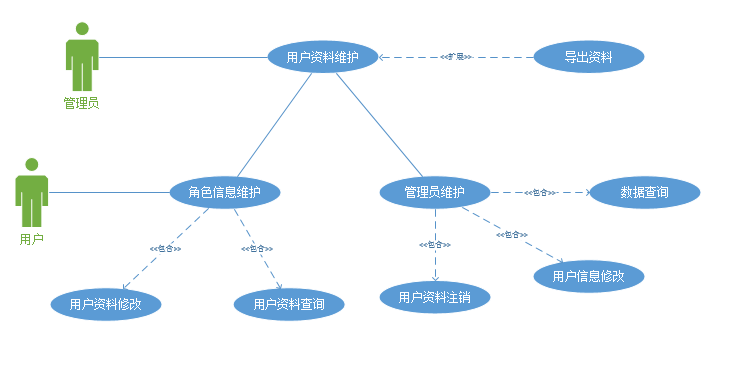 用户资料维护
<<扩展>>
导出资料
管理员
角色信息维护
管理员维护
<<包含>>
数据查询
用户
<<包含>>
<<包含>>
<<包含>>
<<包含>>
用户资料修改
用户资料查询
用户资料注销
用户信息修改